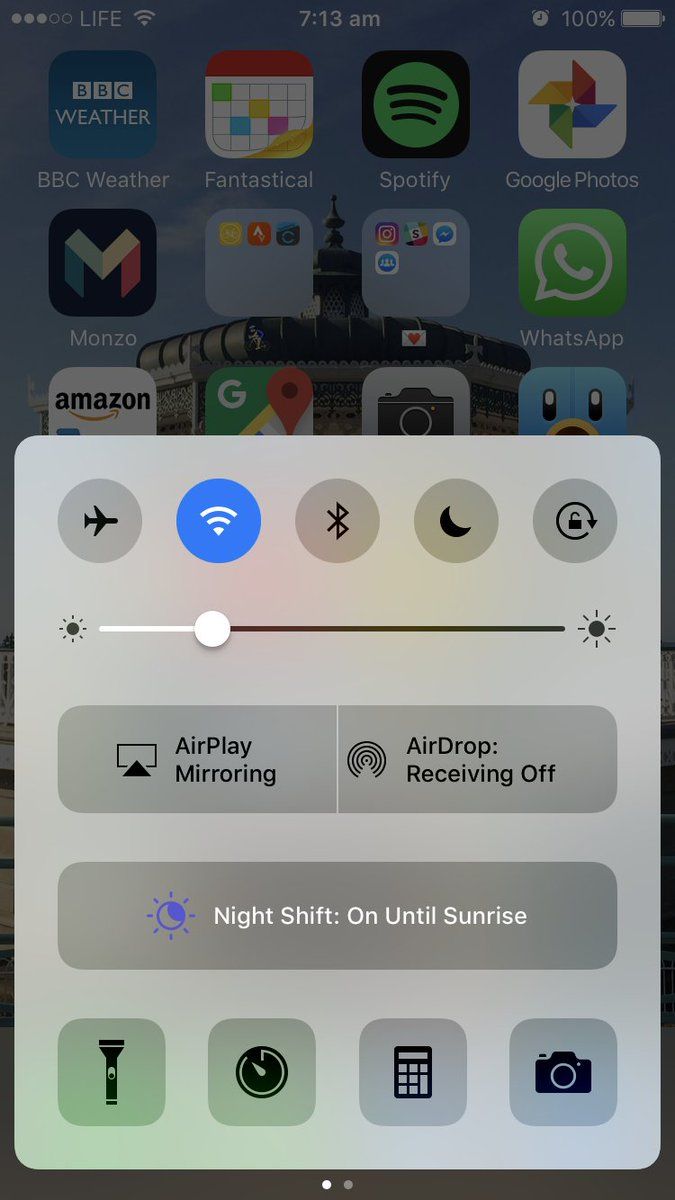 LIFE 7:13 am 100%
BBC
WEATHER
BBC Weather Fantastical Spotify Google Photos
Monzo WhatsApp
amazon
G
AirPlay
Mirroring
AirDrop:
Receiving Off
Night Shift: On Until Sunrise